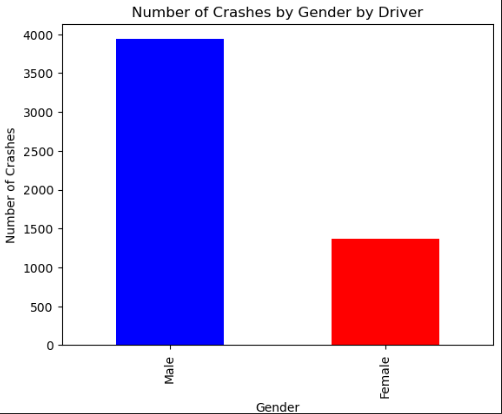 Number of Crashes by Gender by Driver
Number of Crashes
4000
3500
3000
2500
2000
1500
1000
500
0
Male
Female
Gender